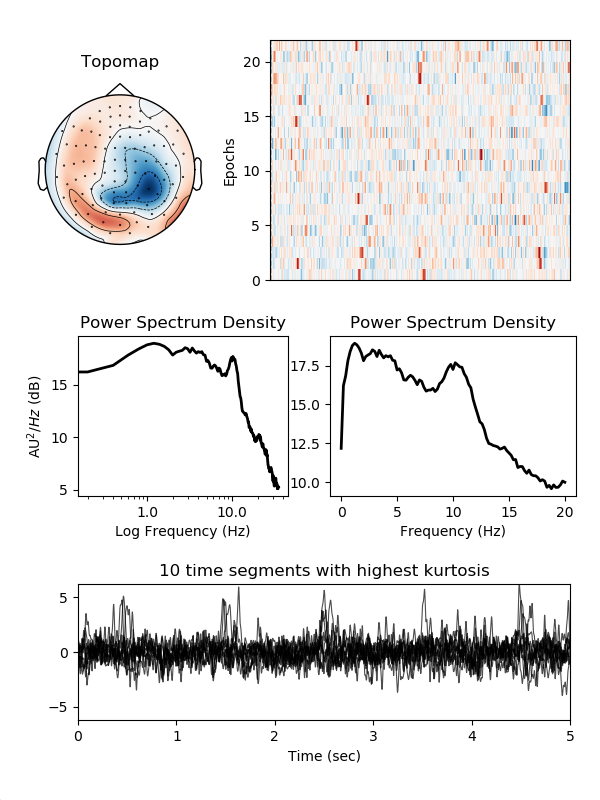 Topomap
Epochs
20
15
10
5
0
Power Spectrum Density
AU²/Hz (dB)
15
10
5
1.0 10.0
Log Frequency (Hz)
Power Spectrum Density
17.5
15.0
12.5
10.0
0 5 10 15 20
Frequency (Hz)
10 time segments with highest kurtosis
5
0
−5
0 1 2 3 4 5
Time (sec)